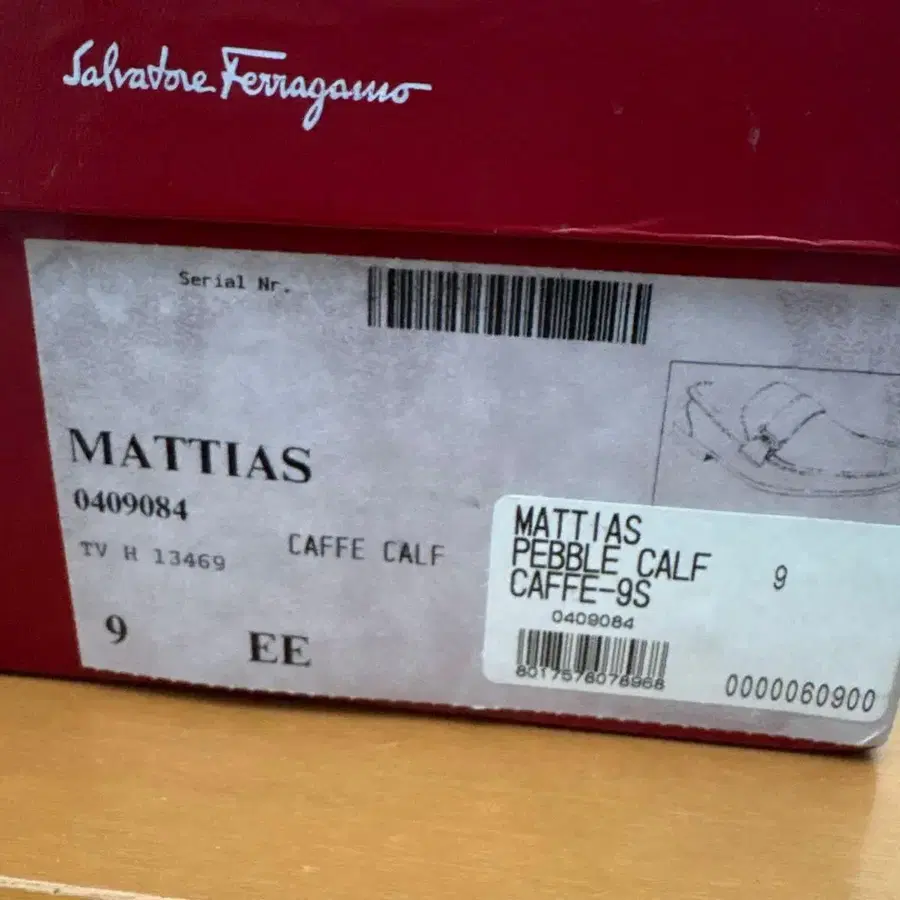 Salvatore Ferragamo
Serial Nr.
MATTIAS
0409084
TV H 13469
CAFFE CALF
9
EE
MATTIAS
PEBBLE CALF
CAFFE-9S
9
0409084
8017578078968
0000060900